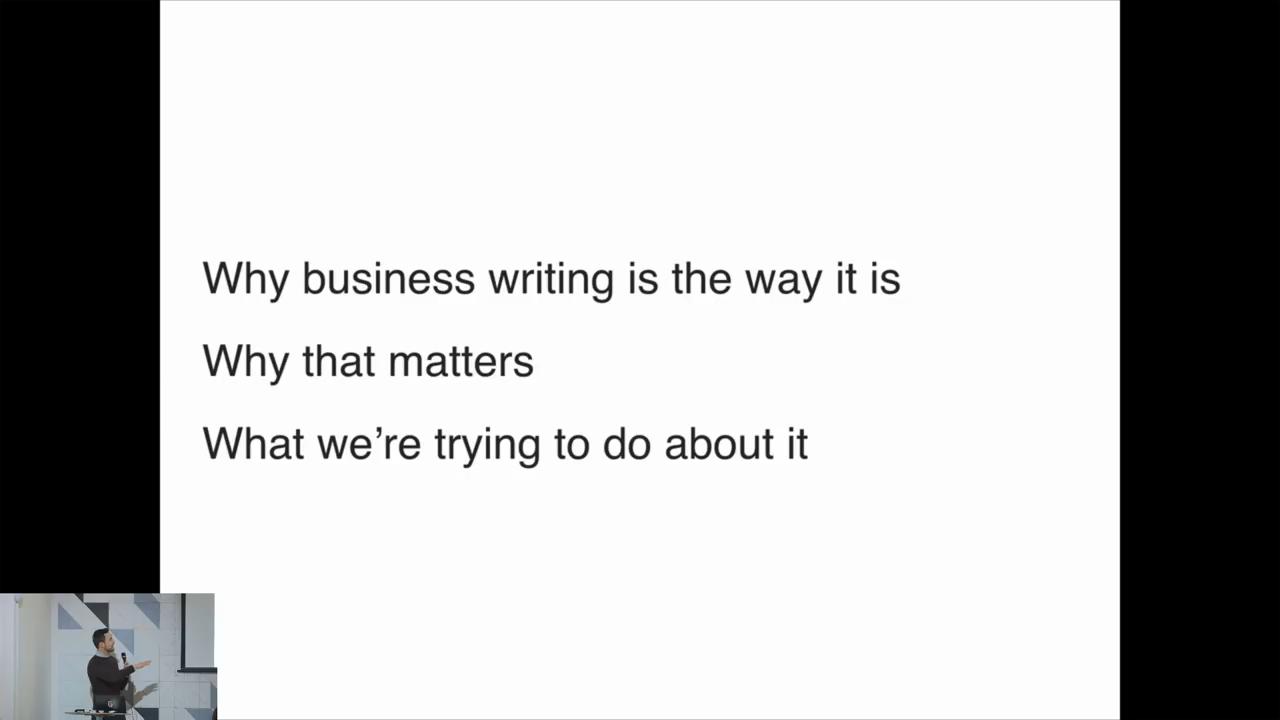 Why business writing is the way it is
Why that matters
What we’re trying to do about it